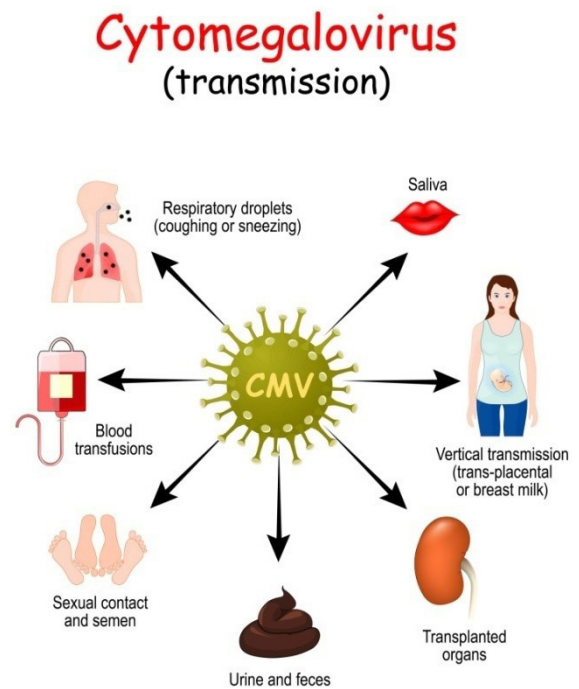 Cytomegalovirus
(transmission)
Respiratory droplets
(coughing or sneezing)
Saliva
CMV
Blood
transfusions
Vertical transmission
(trans-placental
or breast milk)
Sexual contact
and semen
Transplanted
organs
Urine and feces